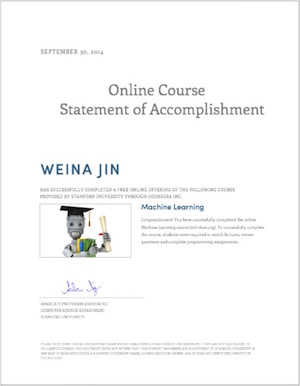 SEPTEMBER 30, 2014
Online Course
Statement of Accomplishment
WEINA JIN
HAS SUCCESSFULLY COMPLETED A FREE ONLINE OFFERING OF THE FOLLOWING COURSE
PROVIDED BY STANFORD UNIVERSITY THROUGH COURSERA INC.
Machine Learning
Congratulations! You have successfully completed the online
Machine Learning course (ml-class.org). To successfully complete
the course, students were required to watch lectures, review
questions and complete programming assignments.
ASSOCIATE PROFESSOR ANDREW NG
COMPUTER SCIENCE DEPARTMENT
STANFORD UNIVERSITY